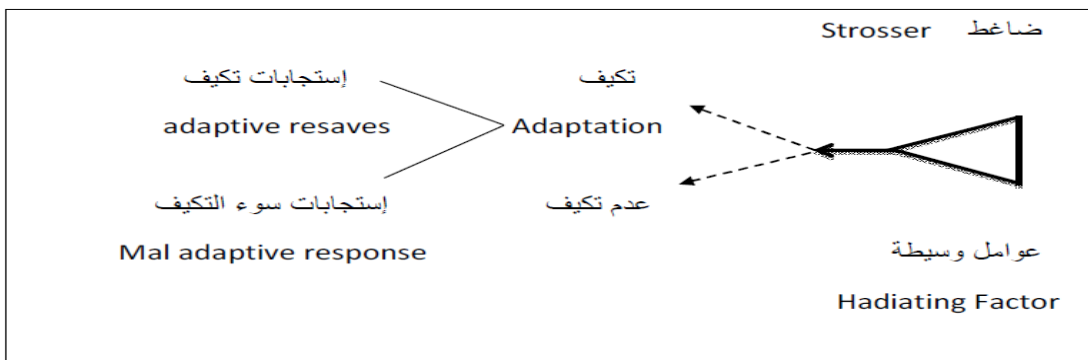 ضاغط Strosser
إستجابات تكيف
تكيف
adaptive resaves
Adaptation
إستجابات سوء التكيف
عدم تكيف
Mal adaptive response
عوامل وسيطة
Hadiating Factor